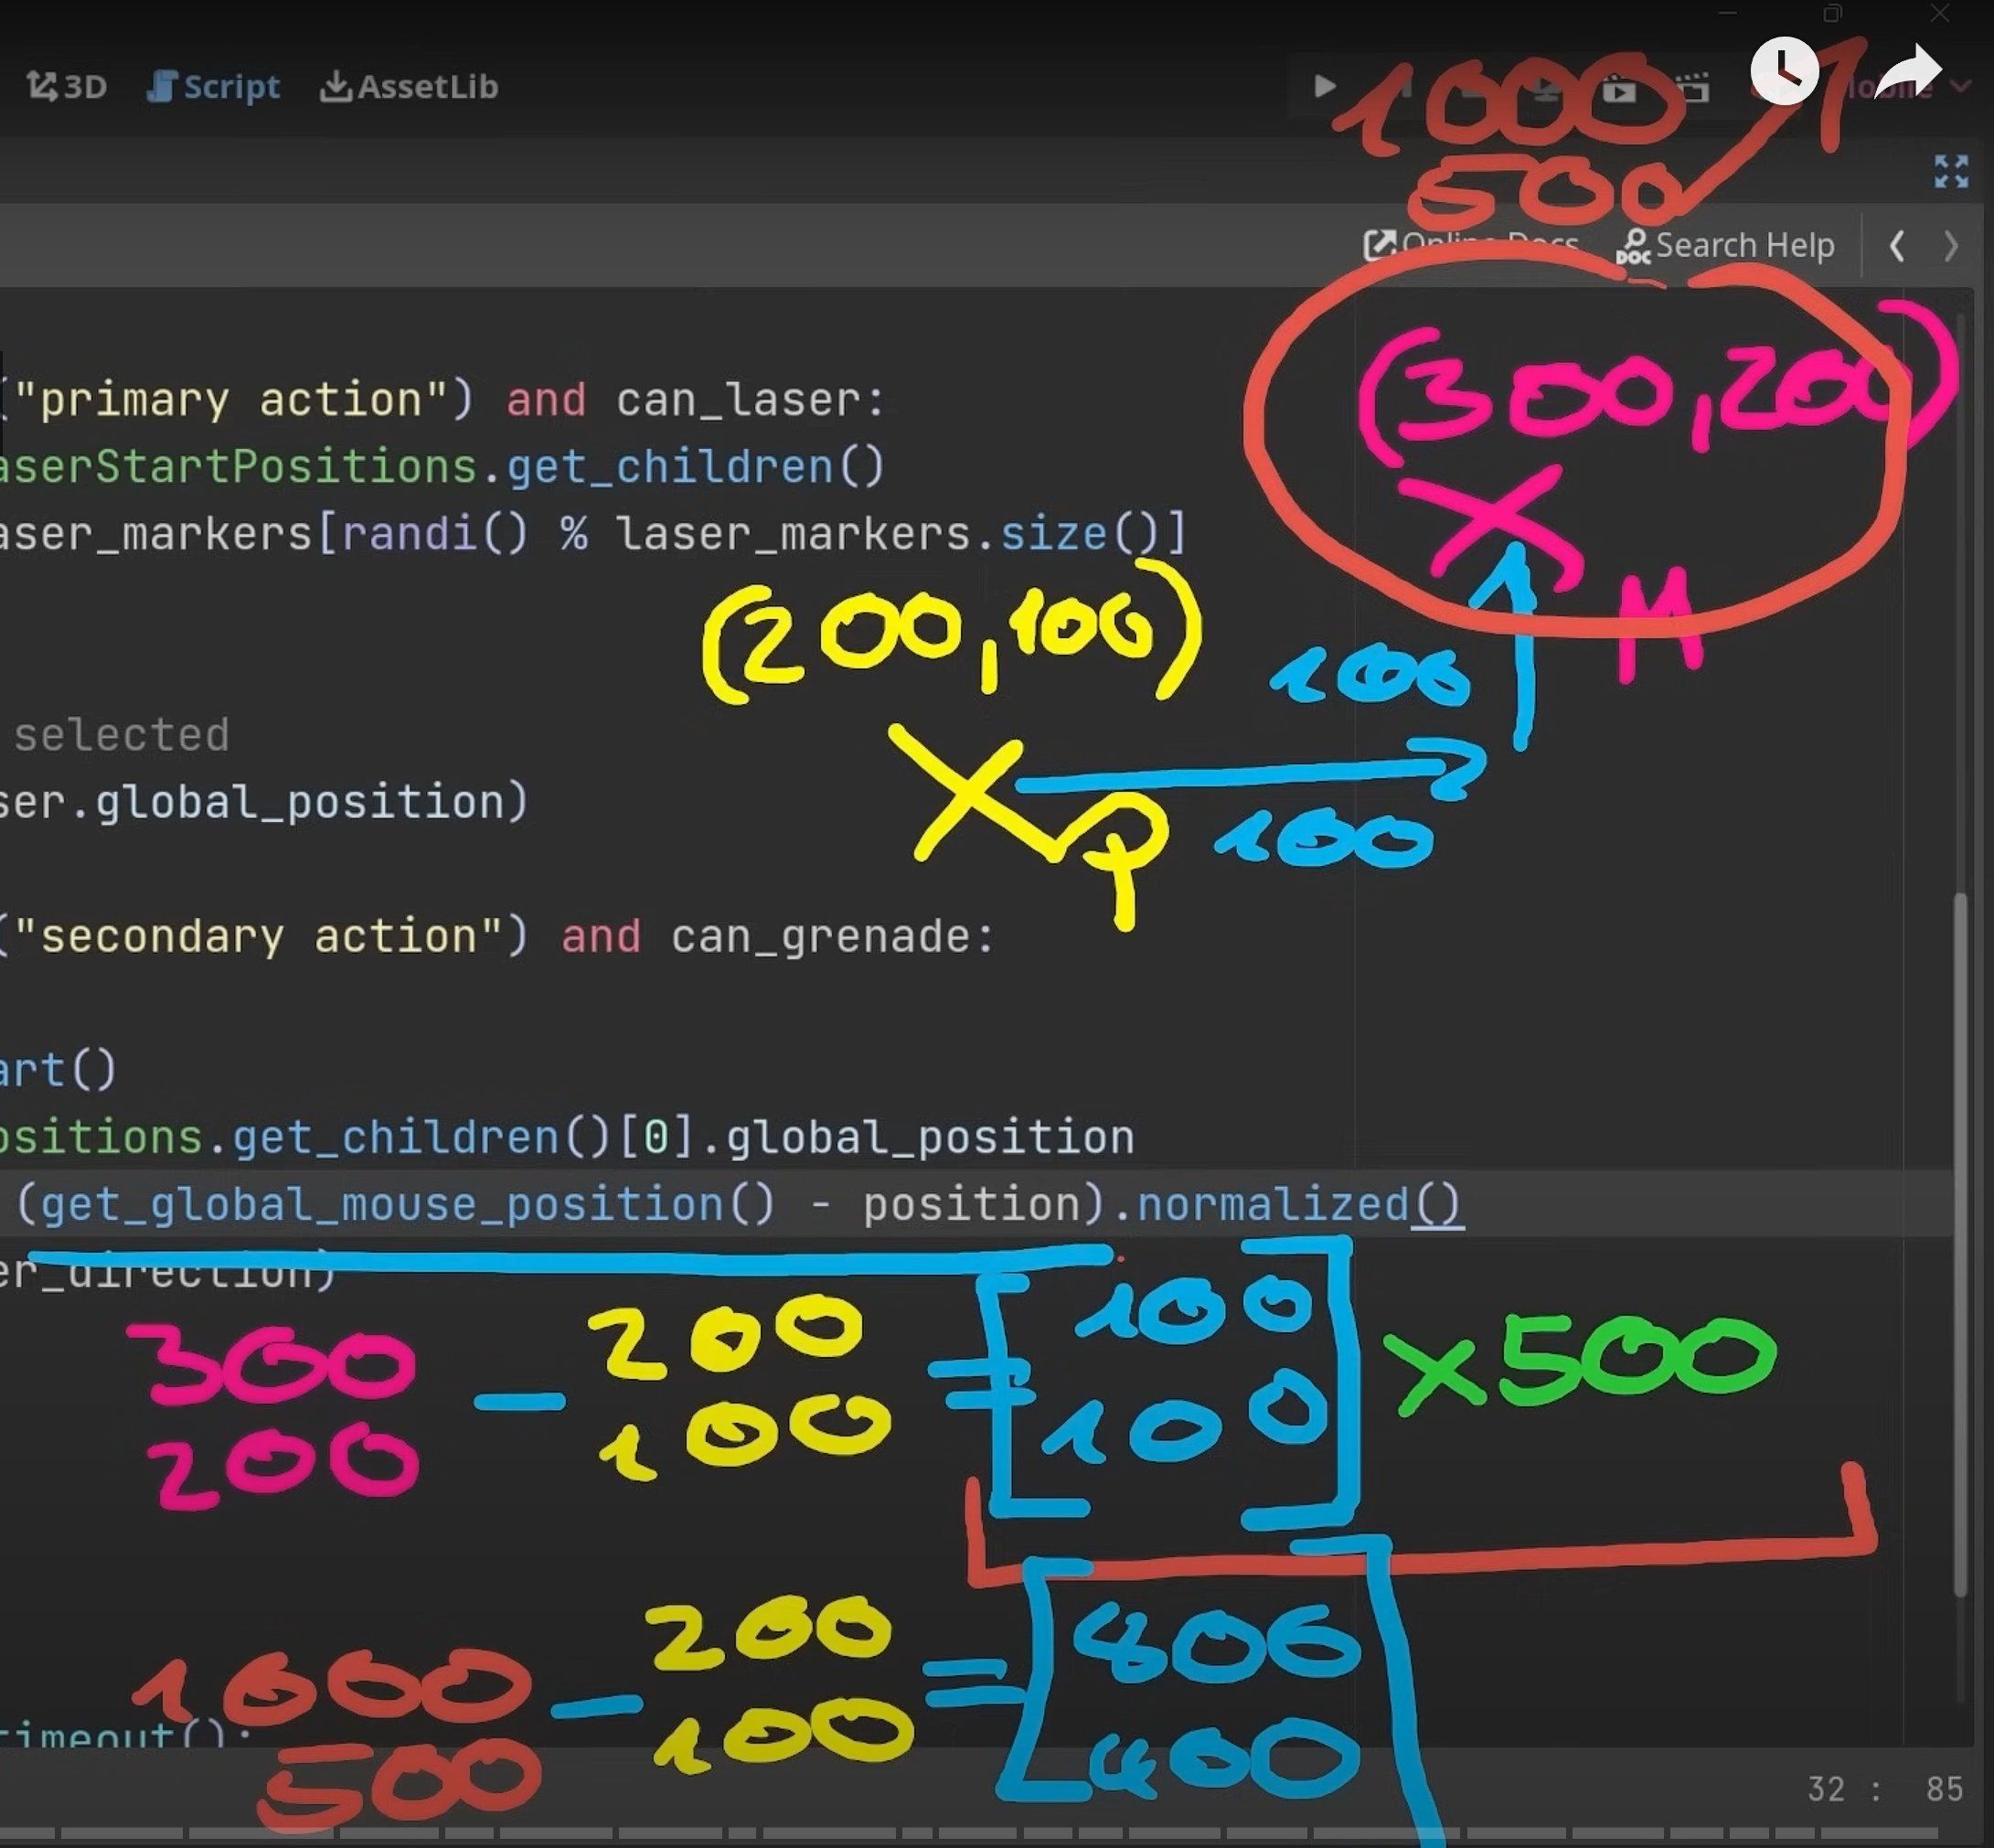 3D Script AssetLib
1000
500
Online Docs Search Help
(300,200)
("primary action") and can_laser:
aserStartPositions.get_children()
aser_markers[randi() % laser_markers.size()]
(200,100)
M
100
selected
ser.global_position)
P
100
("secondary action") and can_grenade:
art()
ositions.get_children()[0].global_position
(get_global_mouse_position() - position).normalized()
er_direction)
300 - 200 = [100] x500
200 100 100
1000 - 200 = [800]
500 100 400
timeout():
32 : 85